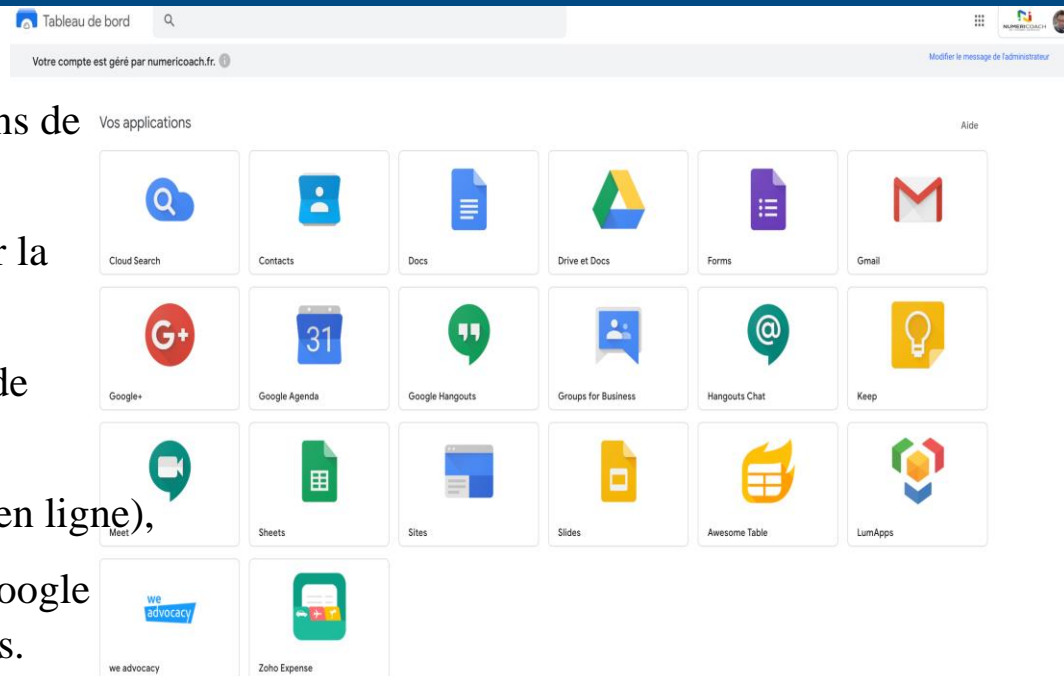 Tableau de bord
NUMERICOACH
Votre compte est géré par numericoach.fr. i
Modifier le message de l'administrateur
ns de
r la
de
en ligne),
oogle
s.
Vos applications
Aide
Cloud Search
Contacts
Docs
Drive et Docs
Forms
Gmail
G+
31
@
Google+
Google Agenda
Google Hangouts
Groups for Business
Hangouts Chat
Keep
Meet
Sheets
Sites
Slides
Awesome Table
LumApps
we
advocacy
we advocacy
Zoho Expense